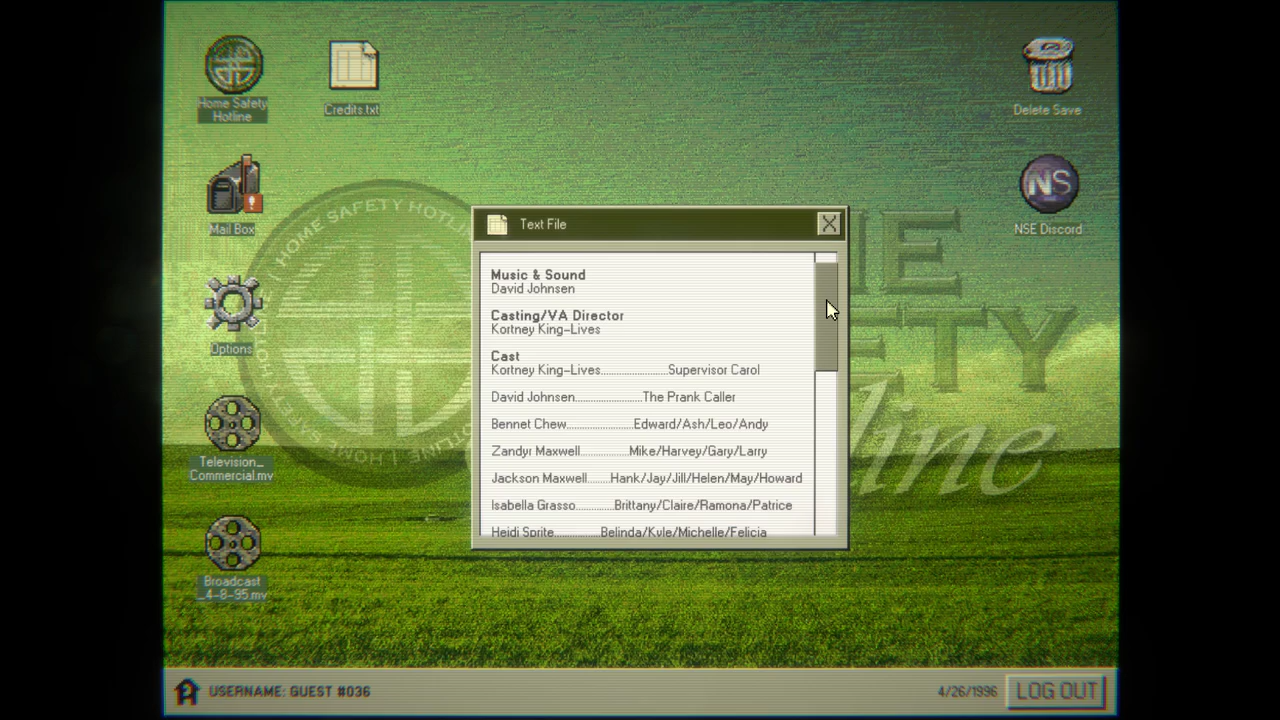 Home Safety
Hotline
Credits.txt
Delete Save
Mail Box
NS
NSE Discord
Options
Television_
Commercial.mv
Broadcast
_4-8-95.mv
HOME SAFETY HOTLINE
Text File
Music & Sound
David Johnsen
Casting/VA Director
Kortney King-Lives
Cast
Kortney King-Lives........................Supervisor Carol
David Johnsen........................The Prank Caller
Bennet Chew........................Edward/Ash/Leo/Andy
Zandyr Maxwell.................Mike/Harvey/Gary/Larry
Jackson Maxwell........Hank/Jay/Jill/Helen/May/Howard
Isabella Grasso..............Brittany/Claire/Ramona/Patrice
Heidi Sprite.................Belinda/Kyle/Michelle/Felicia
USERNAME: GUEST #036
4/26/1996
LOG OUT